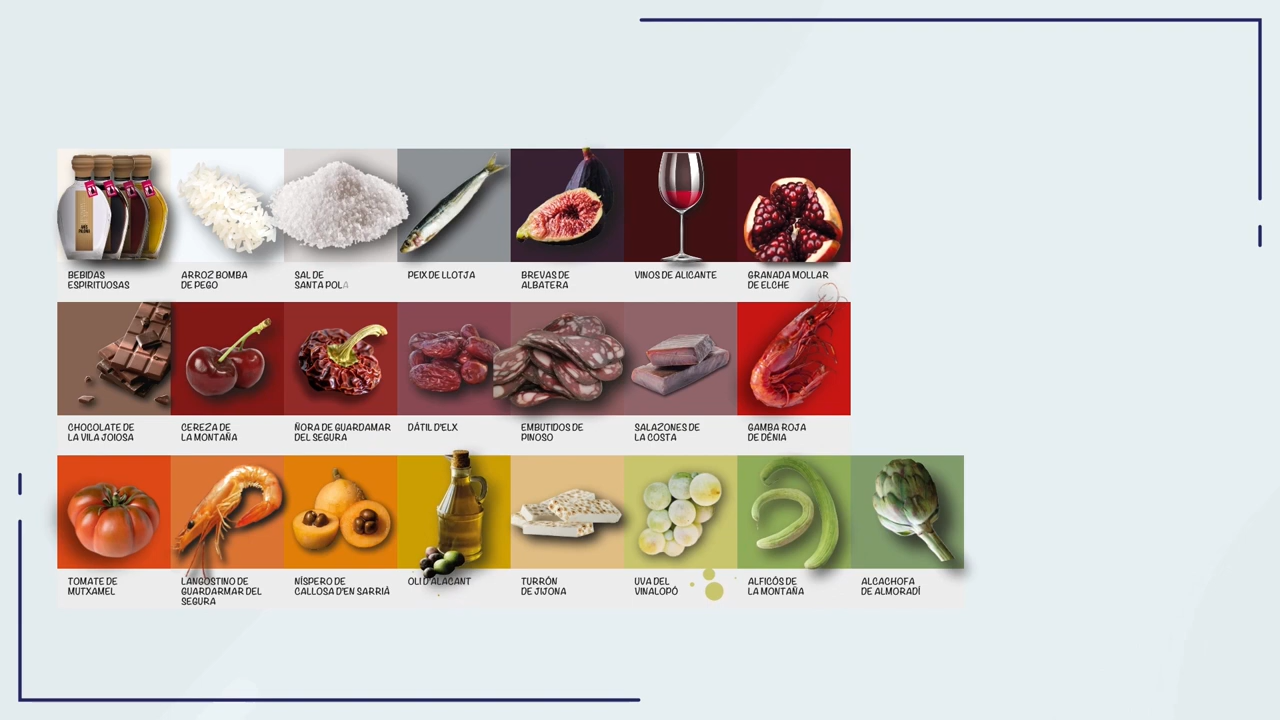 BEBIDAS
ESPIRITUOSAS
ARROZ BOMBA
DE PEGO
SAL DE
SANTA POLA
PEIX DE LLOTJA
BREVAS DE
ALBATERA
VINOS DE ALICANTE
GRANADA MOLLAR
DE ELCHE
CHOCOLATE DE
LA VILA JOIOSA
CEREZA DE
LA MONTAÑA
ÑORA DE GUARDAMAR
DEL SEGURA
DÁTIL D'ELX
EMBUTIDOS DE
PINOSO
SALAZONES DE
LA COSTA
GAMBA ROJA
DE DÉNIA
TOMATE DE
MUTXAMEL
LANGOSTINO DE
GUARDARMAR DEL
SEGURA
NÍSPERO DE
CALLOSA D'EN SARRIÀ
OLI D'ALACANT
TURRÓN
DE JIJONA
UVA DEL
VINALOPÓ
ALFICÓS DE
LA MONTAÑA
ALCACHOFA
DE ALMORADÍ